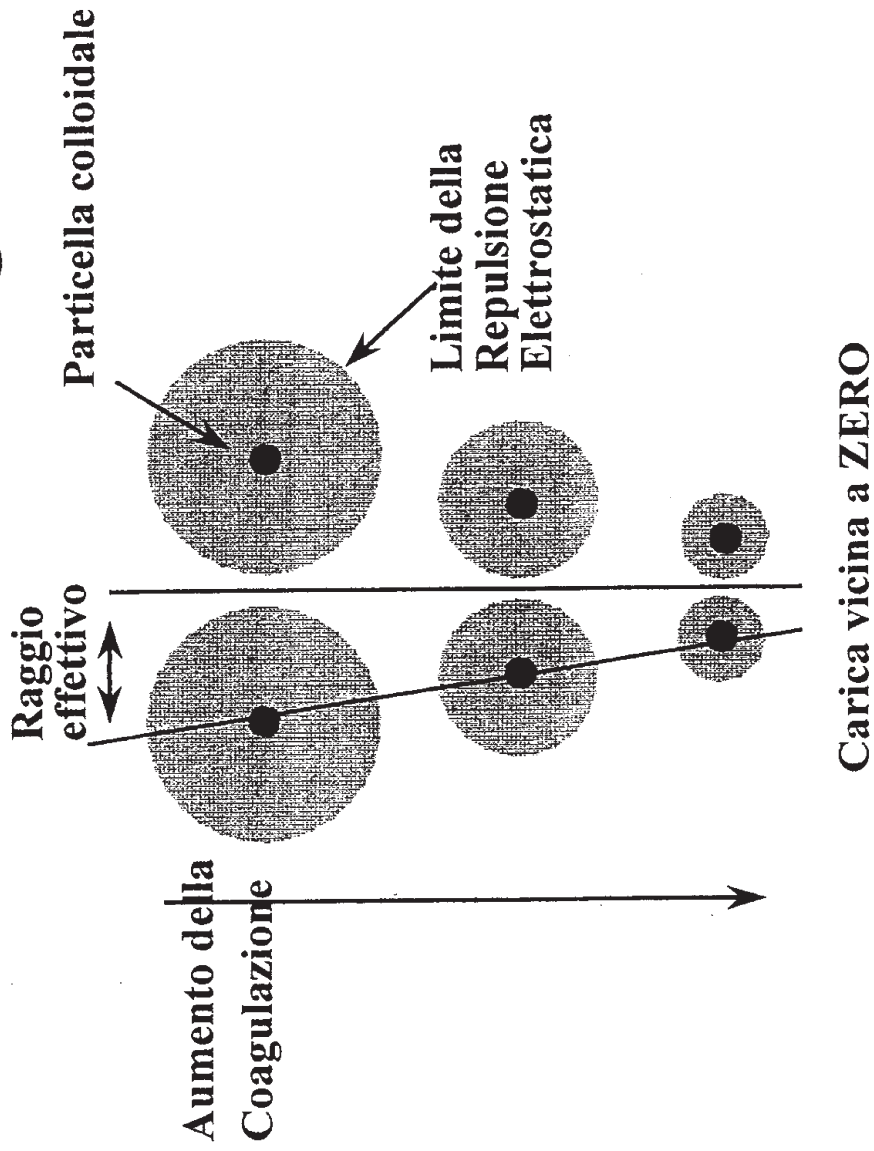 Particella colloidale
Raggio
effettivo
Limite della
Repulsione
Elettrostatica
Aumento della
Coagulazione
Carica vicina a ZERO